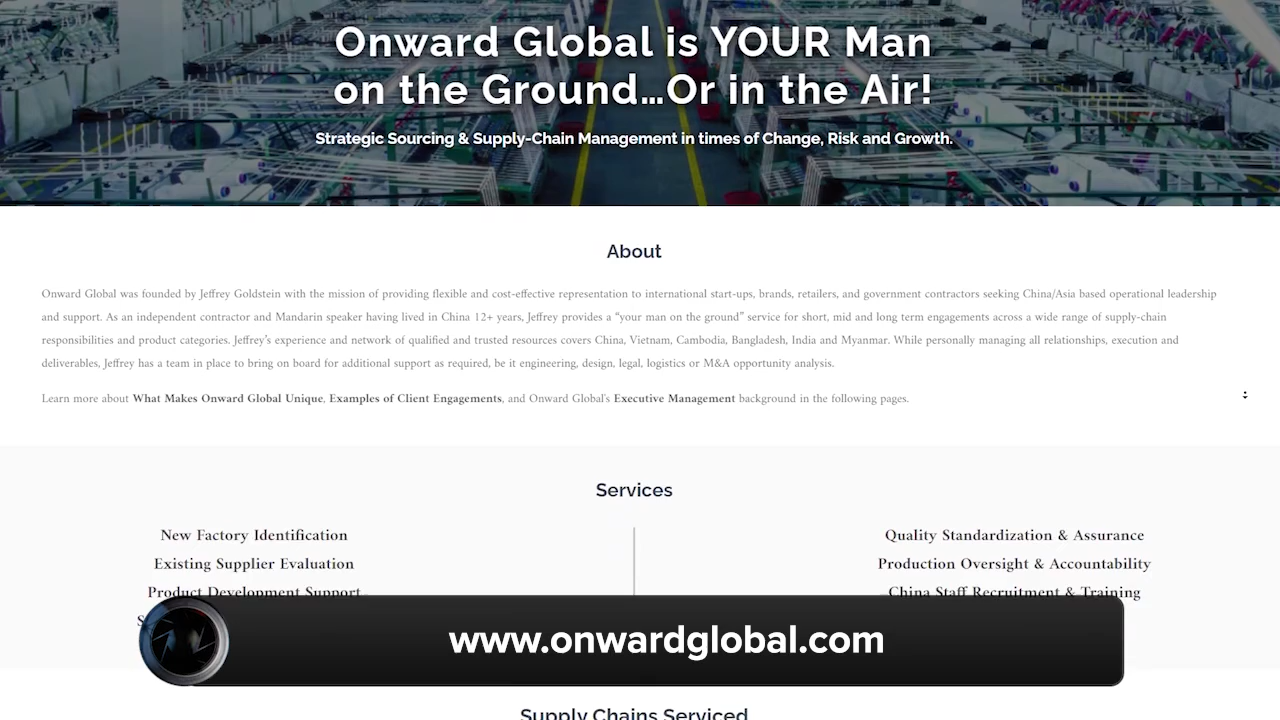 Onward Global is YOUR Man
on the Ground...Or in the Air!
Strategic Sourcing & Supply-Chain Management in times of Change, Risk and Growth.
About
Onward Global was founded by Jeffrey Goldstein with the mission of providing flexible and cost-effective representation to international start-ups, brands, retailers, and government contractors seeking China/Asia based operational leadership
and support. As an independent contractor and Mandarin speaker having lived in China 12+ years, Jeffrey provides a “your man on the ground” service for short, mid and long term engagements across a wide range of supply-chain
responsibilities and product categories. Jeffrey's experience and network of qualified and trusted resources covers China, Vietnam, Cambodia, Bangladesh, India and Myanmar. While personally managing all relationships, execution and
deliverables, Jeffrey has a team in place to bring on board for additional support as required, be it engineering, design, legal, logistics or M&A opportunity analysis.
Learn more about What Makes Onward Global Unique, Examples of Client Engagements, and Onward Global's Executive Management background in the following pages.
Services
New Factory Identification
Existing Supplier Evaluation
Product Development Support
Quality Standardization & Assurance
Production Oversight & Accountability
China Staff Recruitment & Training
www.onwardglobal.com
Supply Chains Serviced